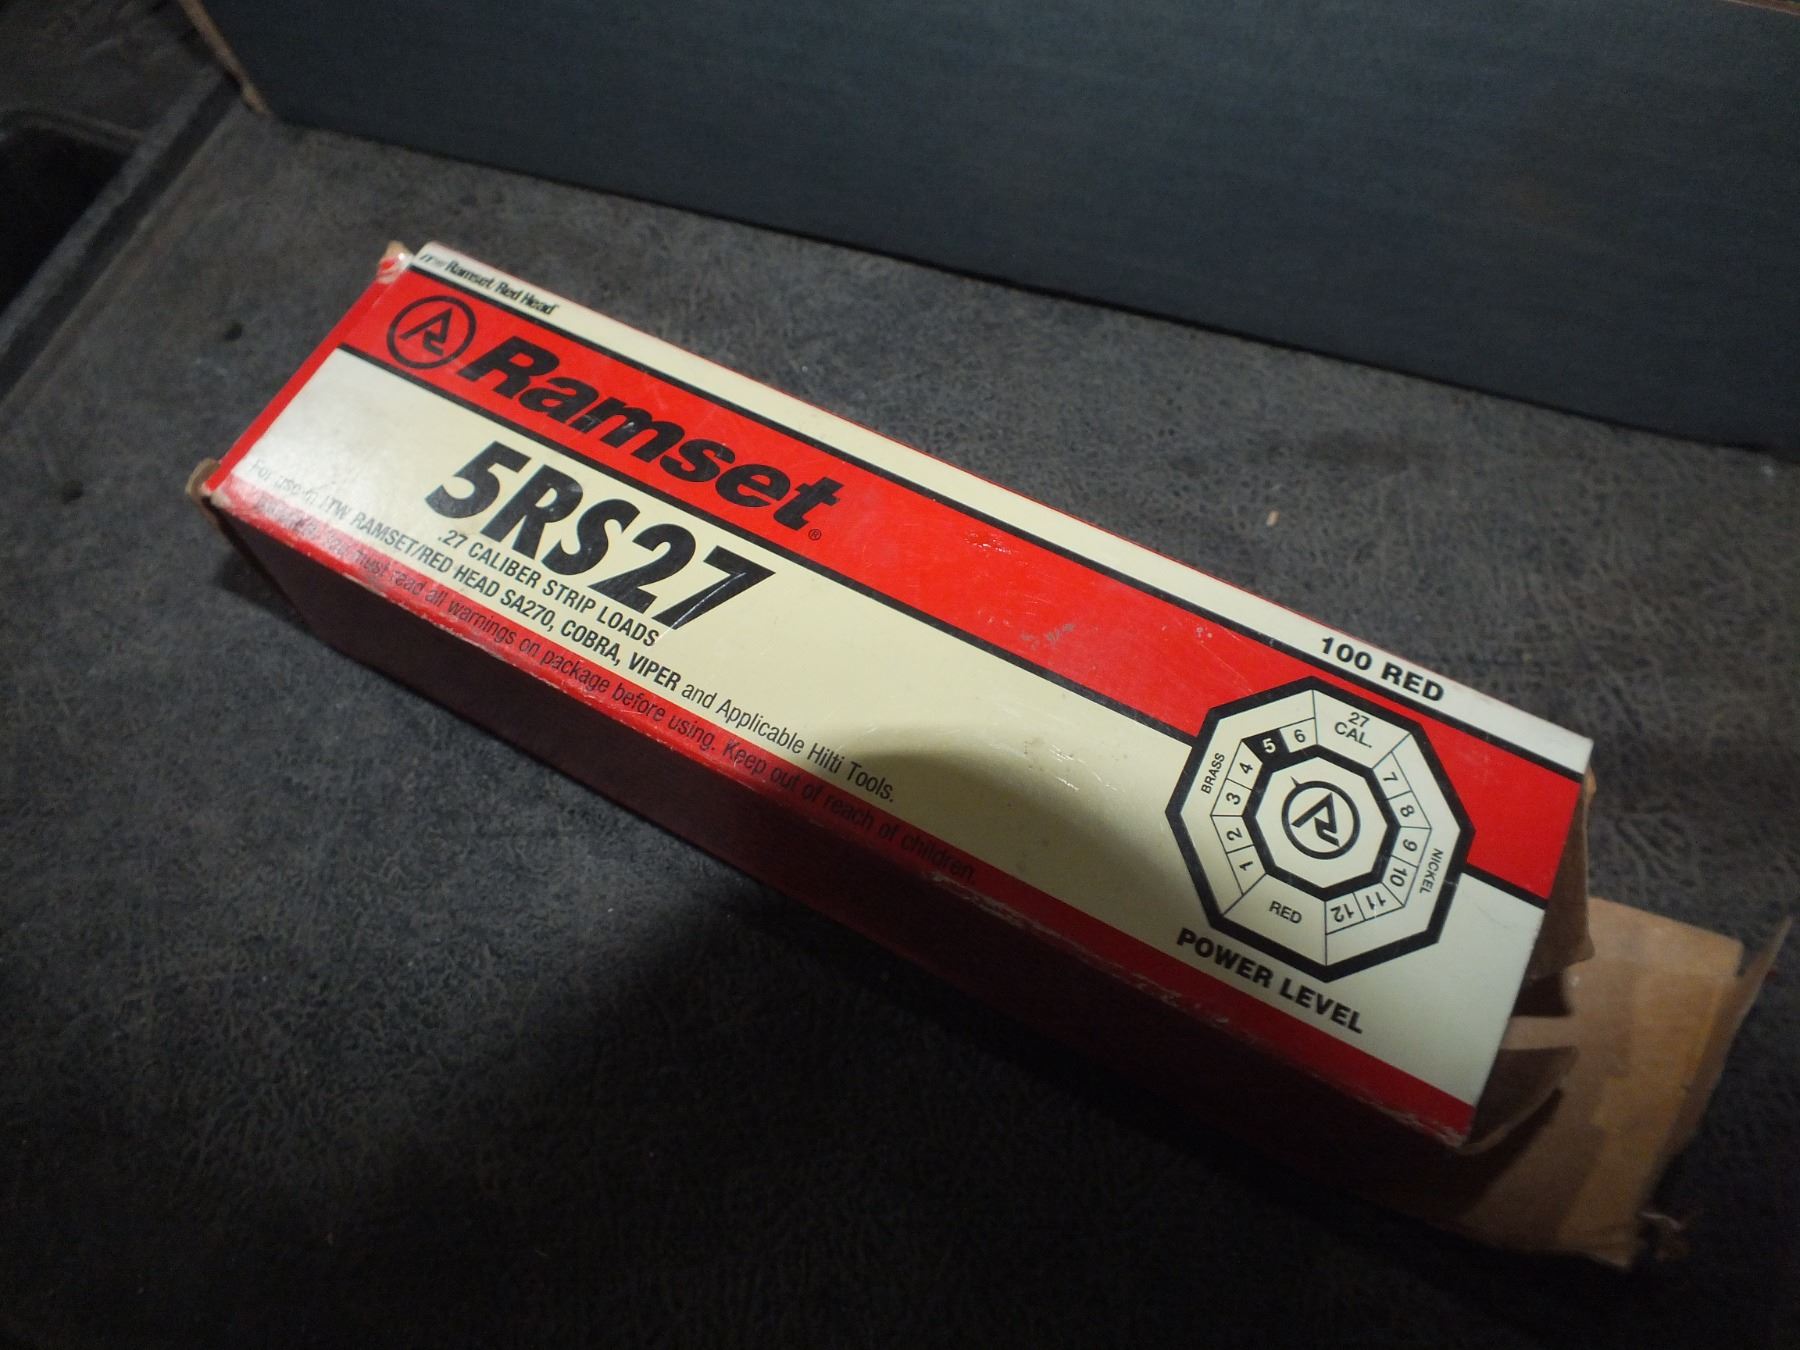 ITW Ramset/Red Head
Ramset®
5RS27
.27 CALIBER STRIP LOADS
For use in ITW RAMSET/RED HEAD SA270, COBRA, VIPER and Applicable Hilti Tools.
you must read all warnings on package before using. Keep out of reach of children.
100 RED
27
CAL.
BRASS
1 2 3 4 5 6
7 8 9 10 11 12
NICKEL
RED
POWER LEVEL